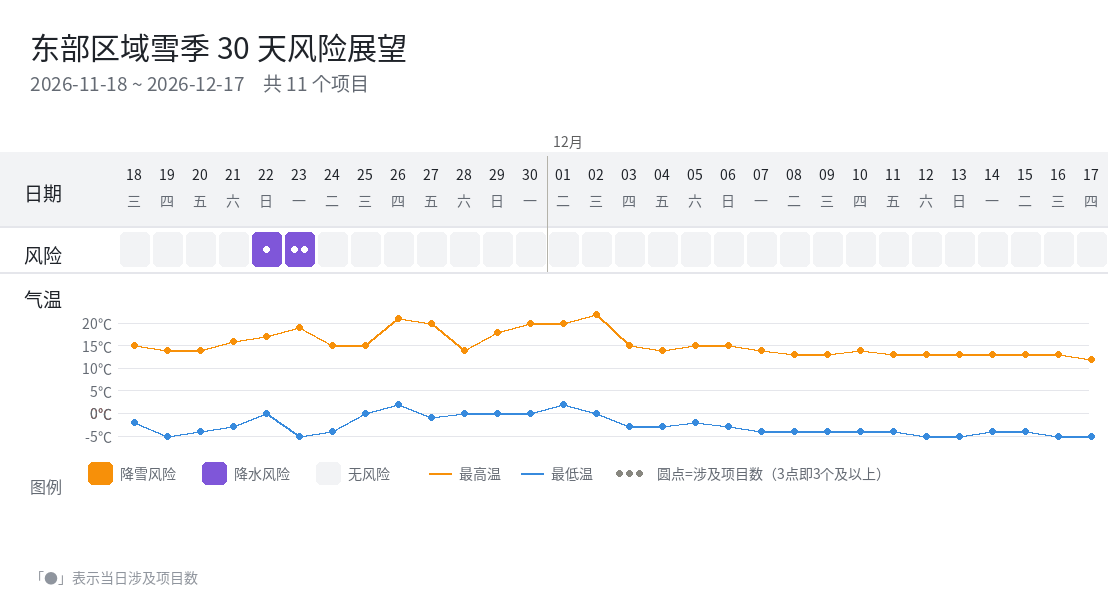 东部区域雪季 30 天风险展望
2026-11-18 ~ 2026-12-17 共 11 个项目
12月
日期 18 19 20 21 22 23 24 25 26 27 28 29 30 01 02 03 04 05 06 07 08 09 10 11 12 13 14 15 16 17
三 四 五 六 日 一 二 三 四 五 六 日 一 二 三 四 五 六 日 一 二 三 四 五 六 日 一 二 三 四
风险
气温
20°C
15°C
10°C
5°C
0°C
-5°C
图例 降雪风险 降水风险 无风险 最高温 最低温 圆点=涉及项目数（3点即3个及以上）
「●」表示当日涉及项目数